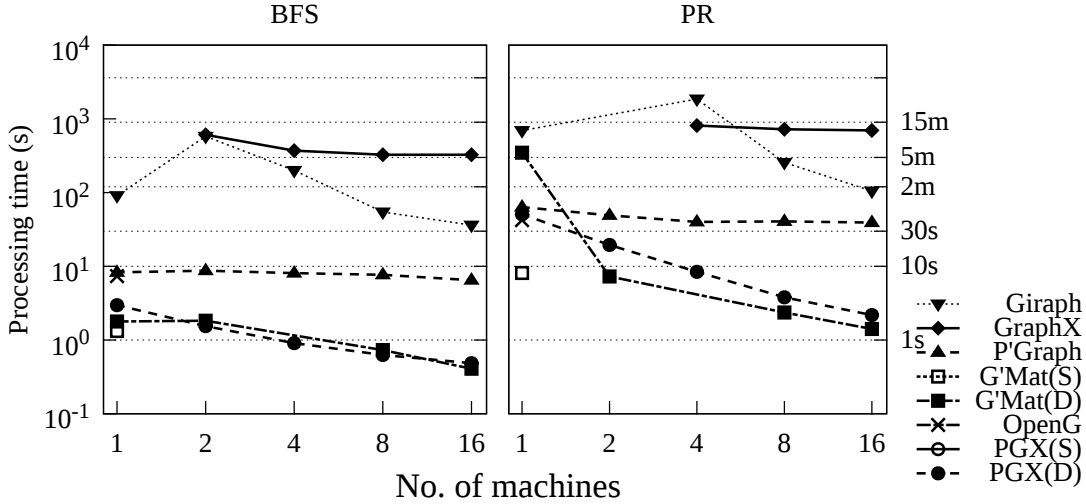 BFS PR
Processing time (s)
10^4
10^3
10^2
10^1
10^0
10^-1
1 2 4 8 16
1 2 4 8 16
No. of machines
15m
5m
2m
30s
10s
1s
Giraph
GraphX
P'Graph
G'Mat(S)
G'Mat(D)
OpenG
PGX(S)
PGX(D)